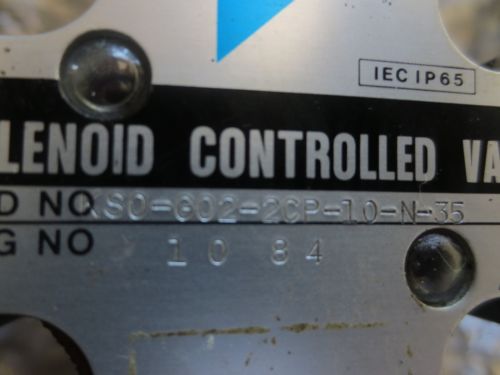 IEC IP65
LENOID CONTROLLED VA
D NO KSO-G02-2CP-10-N-35
G NO 10 84